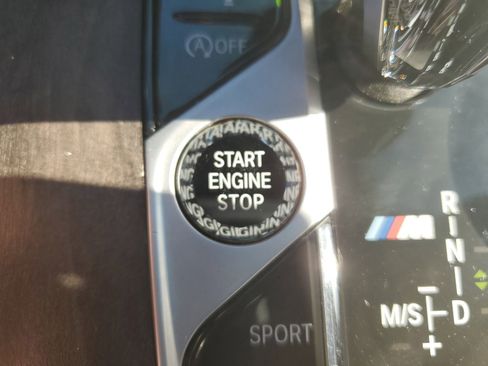 A OFF
START
ENGINE
STOP
SPORT
M
R
N
D
M/S
+